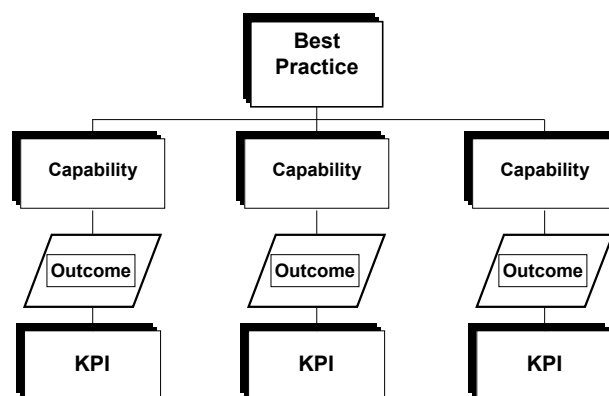 Best
Practice
Capability
Capability
Capability
Outcome
Outcome
Outcome
KPI
KPI
KPI